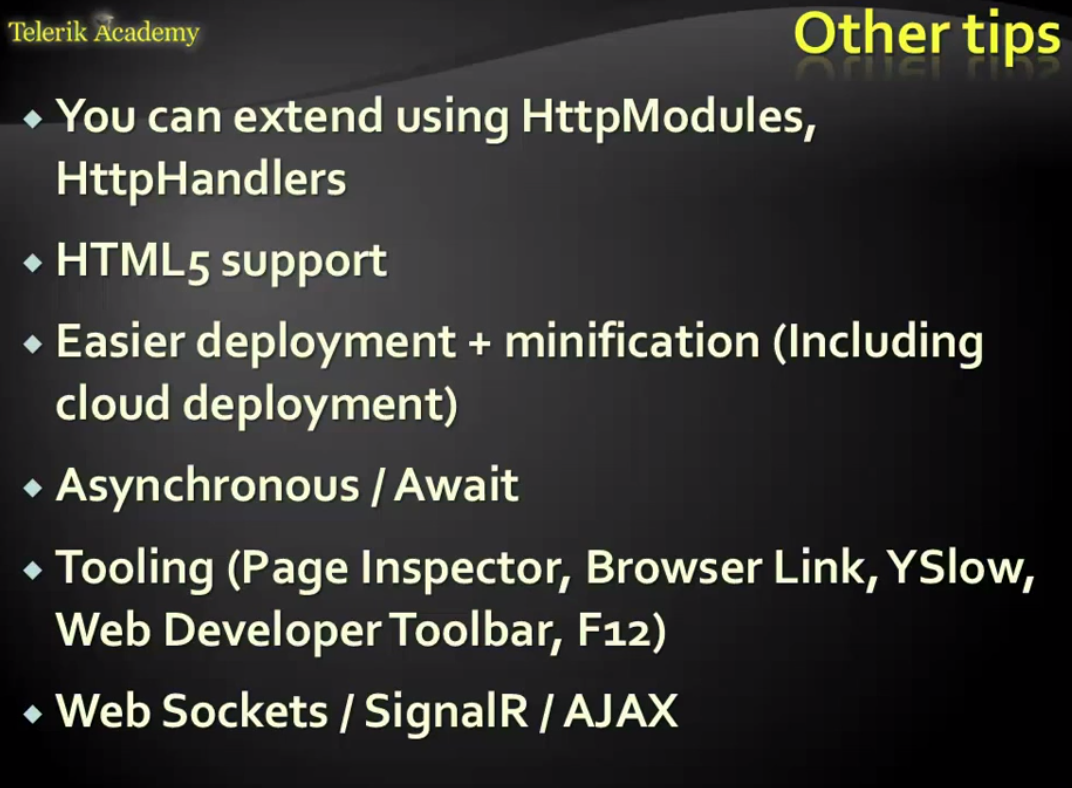 Telerik Academy
Other tips
You can extend using HttpModules,
HttpHandlers
HTML5 support
Easier deployment + minification (Including
cloud deployment)
Asynchronous / Await
Tooling (Page Inspector, Browser Link, YSlow,
Web Developer Toolbar, F12)
Web Sockets / SignalR / AJAX